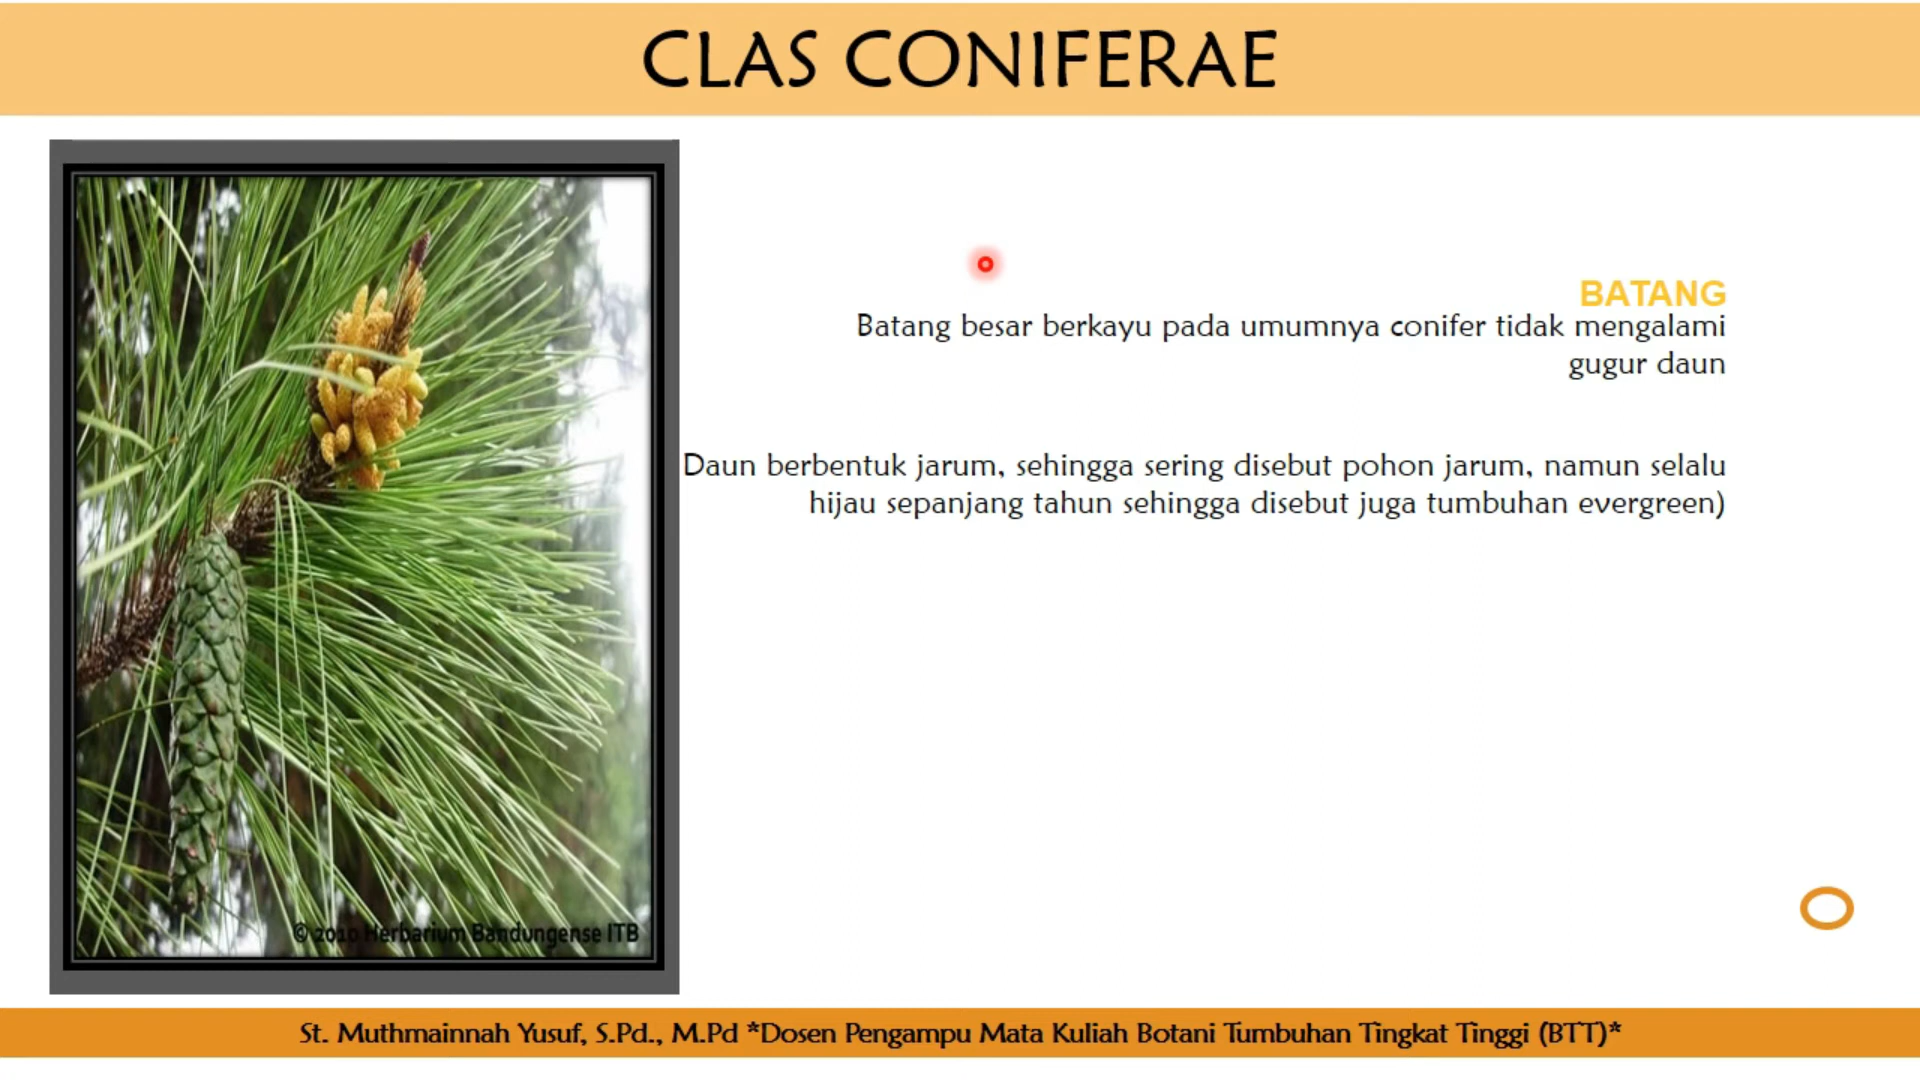 CLAS CONIFERAE
BATANG
Batang besar berkayu pada umumnya conifer tidak mengalami
gugur daun
Daun berbentuk jarum, sehingga sering disebut pohon jarum, namun selalu
hijau sepanjang tahun sehingga disebut juga tumbuhan evergreen)
© 2010 Herbarium Bandungense ITB
St. Muthmainnah Yusuf, S.Pd., M.Pd *Dosen Pengampu Mata Kuliah Botani Tumbuhan Tingkat Tinggi (BTT)*